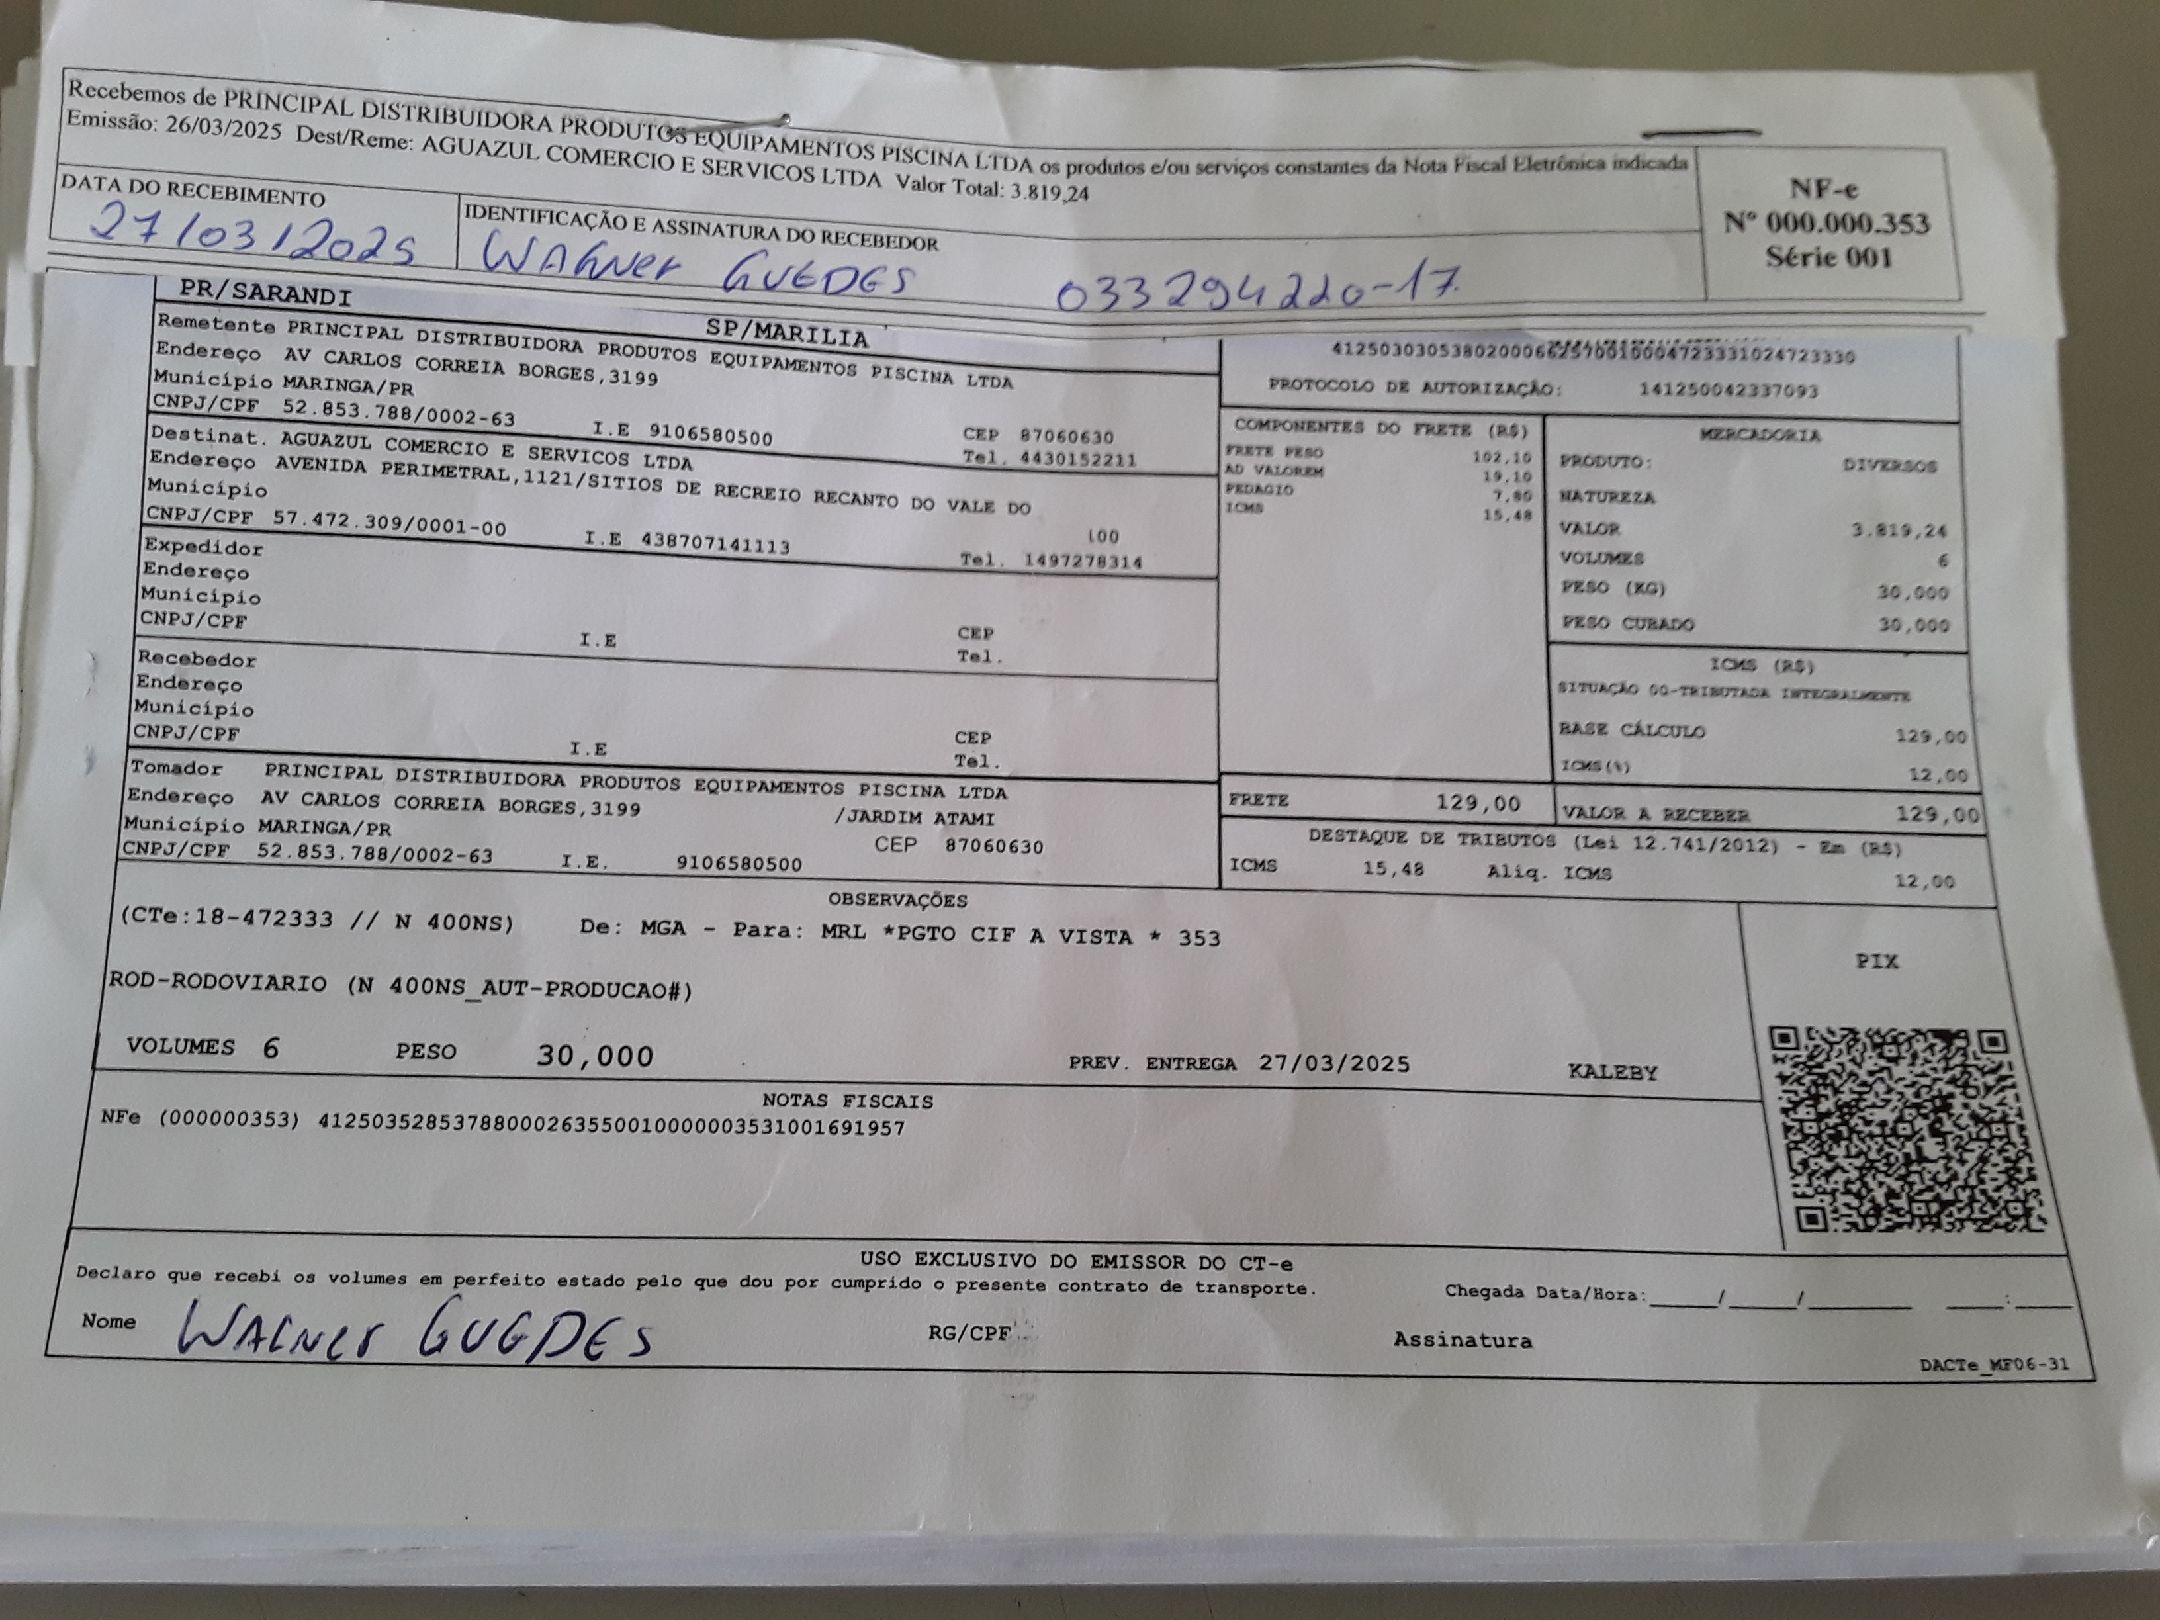 Recebemos de PRINCIPAL DISTRIBUIDORA PRODUTOS EQUIPAMENTOS PISCINA LTDA os produtos e/ou serviços constantes da Nota Fiscal Eletrônica indicada
Emissão: 26/03/2025 Dest/Reme: AGUAZUL COMERCIO E SERVICOS LTDA Valor Total: 3.819,24
DATA DO RECEBIMENTO
27/03/2025
IDENTIFICAÇÃO E ASSINATURA DO RECEBEDOR
WAGNER GUEDES 033294220-17
NF-e
Nº 000.000.353
Série 001
PR/SARANDI
SP/MARILIA
Remetente PRINCIPAL DISTRIBUIDORA PRODUTOS EQUIPAMENTOS PISCINA LTDA
Endereço AV CARLOS CORREIA BORGES,3199
Município MARINGA/PR
CEP 87060630
CNPJ/CPF 52.853.788/0002-63 I.E 9106580500 Tel. 4430152211
Destinat. AGUAZUL COMERCIO E SERVICOS LTDA
Endereço AVENIDA PERIMETRAL,1121/SITIOS DE RECREIO RECANTO DO VALE DO
Município
CNPJ/CPF 57.472.309/0001-00 I.E 438707141113 Tel. 1497278314
Expedidor
Endereço
Município CEP
CNPJ/CPF I.E Tel.
Recebedor
Endereço
Município CEP
CNPJ/CPF I.E Tel.
Tomador PRINCIPAL DISTRIBUIDORA PRODUTOS EQUIPAMENTOS PISCINA LTDA
Endereço AV CARLOS CORREIA BORGES,3199 /JARDIM ATAMI
Município MARINGA/PR CEP 87060630
CNPJ/CPF 52.853.788/0002-63 I.E. 9106580500
41250303053802000662570010004723331024723330
PROTOCOLO DE AUTORIZAÇÃO: 141250042337093
COMPONENTES DO FRETE (R$)
FRETE PESO 102,10
AD VALOREM 19,10
PEDAGIO 7,80
ICMS 15,48
MERCADORIA
PRODUTO: DIVERSOS
NATUREZA
VALOR 3.819,24
VOLUMES 6
PESO (KG) 30,000
PESO CUBADO 30,000
ICMS (R$)
SITUAÇÃO 00-TRIBUTADA INTEGRALMENTE
BASE CÁLCULO 129,00
ICMS(%) 12,00
FRETE 129,00 VALOR A RECEBER 129,00
DESTAQUE DE TRIBUTOS (Lei 12.741/2012) - Em (R$)
ICMS 15,48 Aliq. ICMS 12,00
OBSERVAÇÕES
(CTe:18-472333 // N 400NS) De: MGA - Para: MRL *PGTO CIF A VISTA * 353
ROD-RODOVIARIO (N 400NS_AUT-PRODUCAO#)
VOLUMES 6 PESO 30,000 PREV. ENTREGA 27/03/2025 KALEBY
PIX
NOTAS FISCAIS
NFe (000000353) 41250352853788000263550010000003531001691957
USO EXCLUSIVO DO EMISSOR DO CT-e
Declaro que recebi os volumes em perfeito estado pelo que dou por cumprido o presente contrato de transporte. Chegada Data/Hora:____/____/______ ____:____
Nome WAGNER GUEDES RG/CPF Assinatura
DACTe_MF06-31